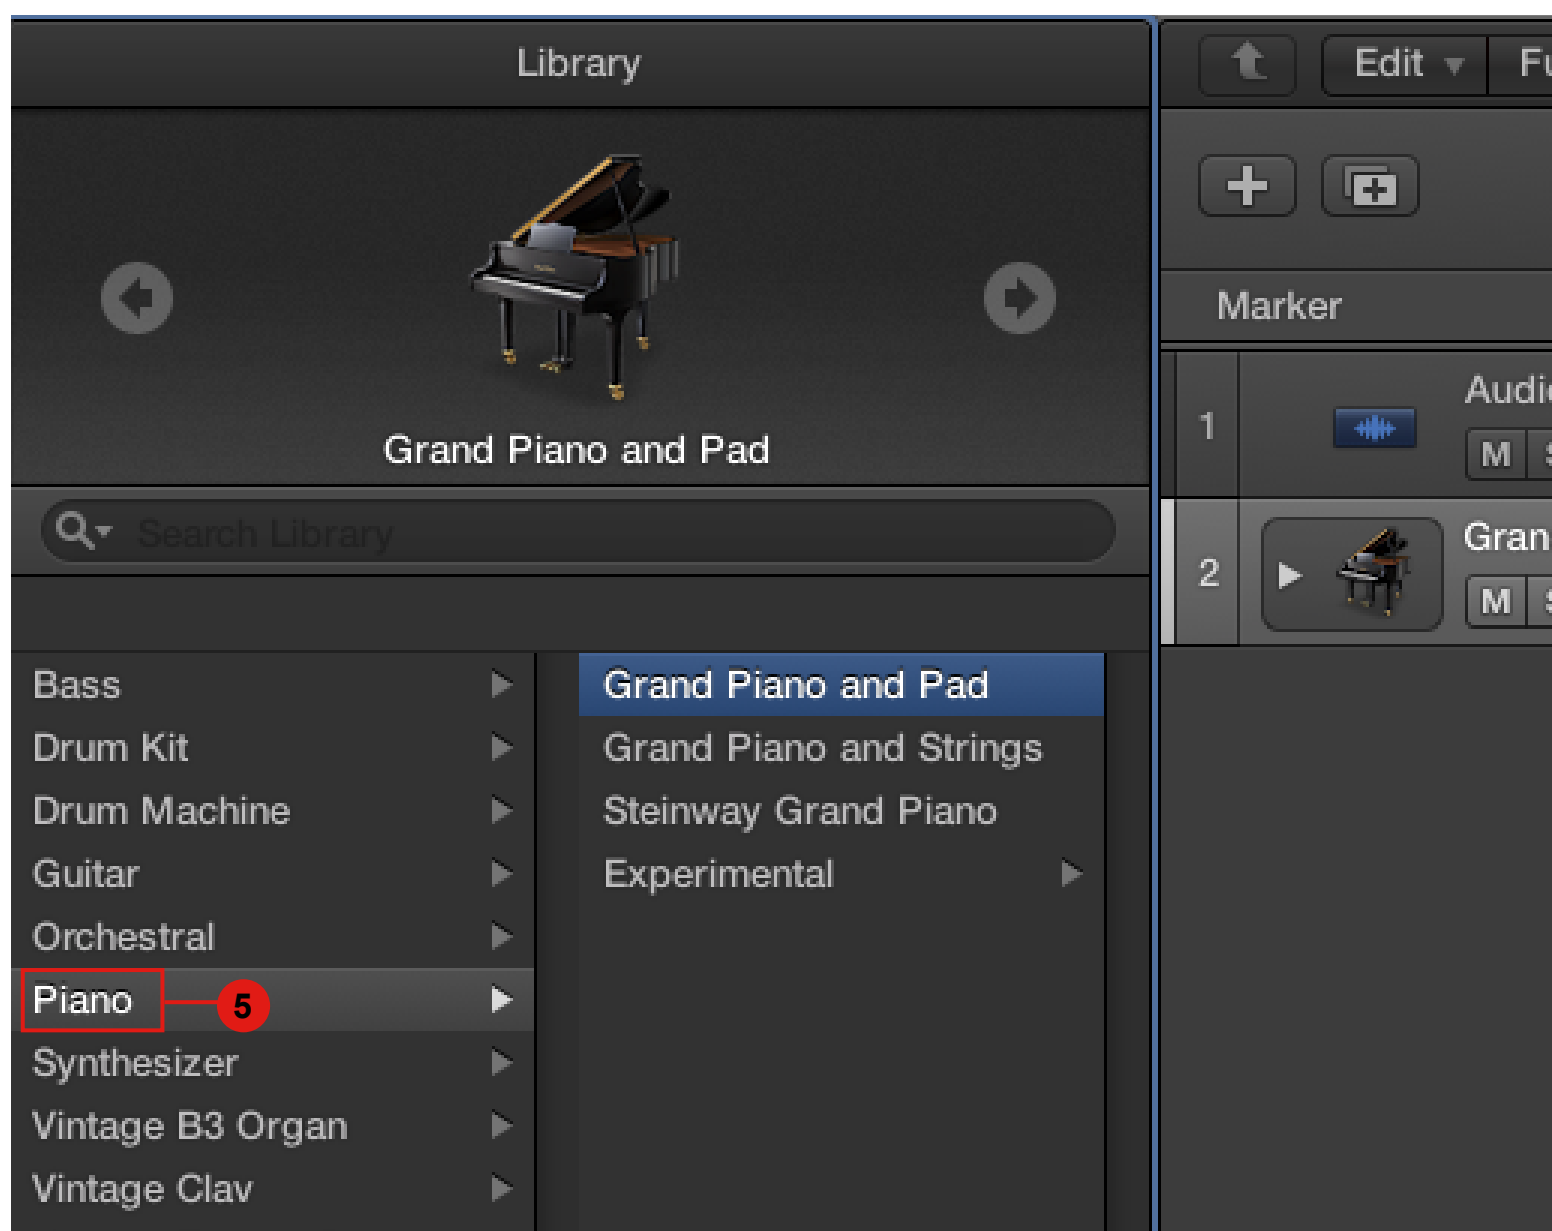 Library
Edit
Grand Piano and Pad
Search Library
Bass
Drum Kit
Drum Machine
Guitar
Orchestral
Piano
5
Synthesizer
Vintage B3 Organ
Vintage Clav
Grand Piano and Pad
Grand Piano and Strings
Steinway Grand Piano
Experimental
Marker
1
M
2
Gran
M